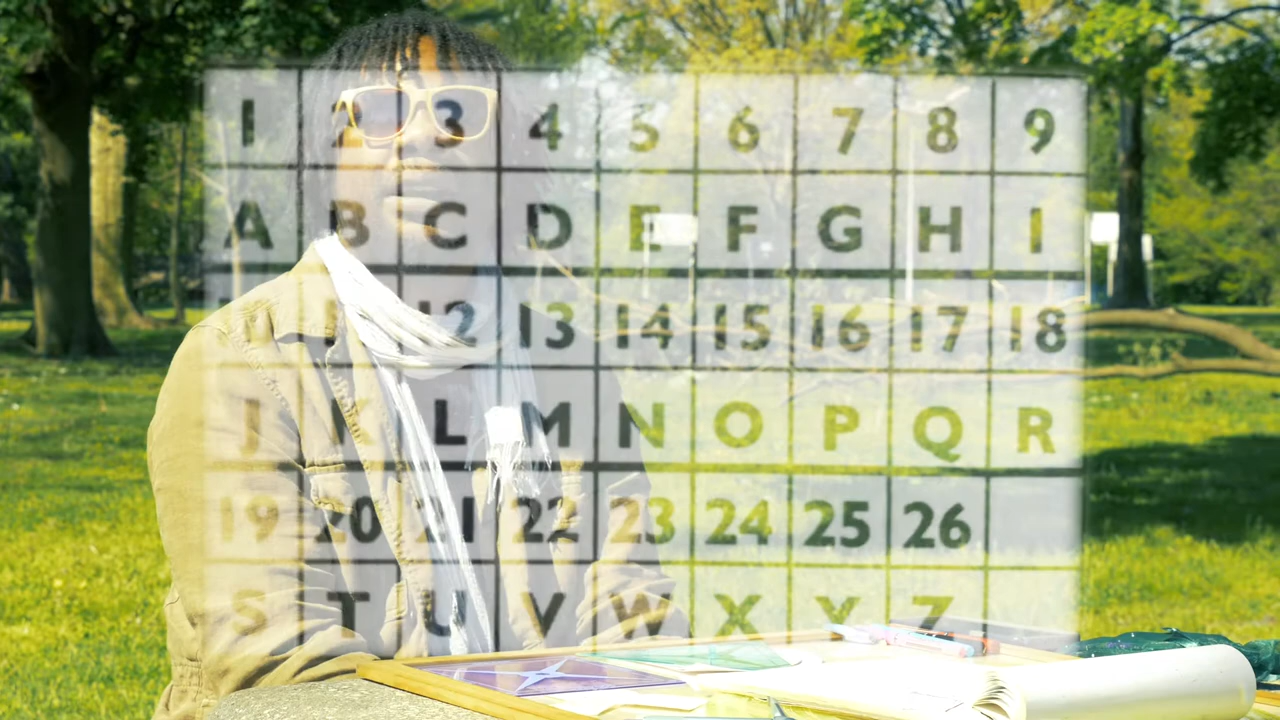 1 2 3 4 5 6 7 8 9
A B C D E F G H I
11 12 13 14 15 16 17 18
J K L M N O P Q R
19 20 21 22 23 24 25 26
S T U V W X Y Z